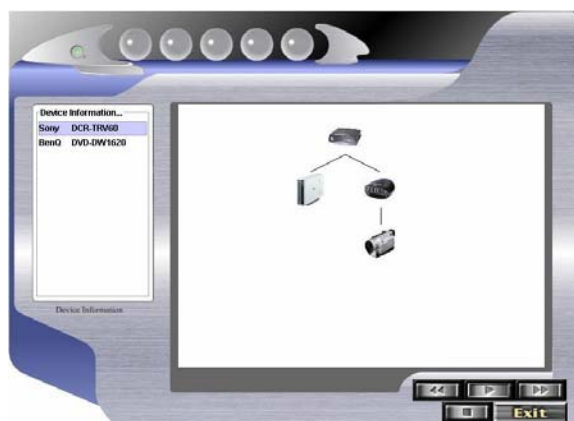 Device Information...
Sony DCR-TRV60
BenQ DVD-DW1620
Device Information
Exit